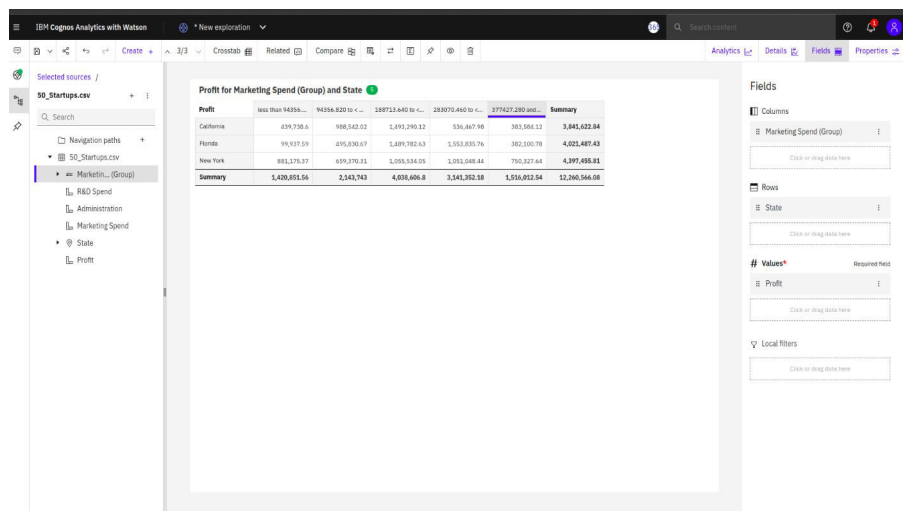 IBM Cognos Analytics with Watson
* New exploration
Search content
3/3
Crosstab
Related
Compare
Create +
Analytics
Details
Fields
Properties
Selected sources /
50_Startups.csv
Search
Navigation paths
50_Startups.csv
Marketin... (Group)
R&D Spend
Administration
Marketing Spend
State
Profit
Profit for Marketing Spend (Group) and State 5
Profit less than 94356... 94356.820 to <... 188713.640 to <... 283070.460 to <... 377427.280 and... Summary
California 439,738.6 988,542.02 1,493,290.12 536,467.98 383,584.12 3,841,622.84
Florida 99,937.59 495,830.67 1,489,782.63 1,553,835.76 382,100.78 4,021,487.43
New York 881,175.37 659,370.31 1,055,534.05 1,051,048.44 750,327.64 4,397,455.81
Summary 1,420,851.56 2,143,743 4,038,606.8 3,141,352.18 1,516,012.54 12,260,566.08
Fields
Columns
Marketing Spend (Group)
Click or drag data here
Rows
State
Click or drag data here
# Values* Required field
Profit
Click or drag data here
Local filters
Click or drag data here